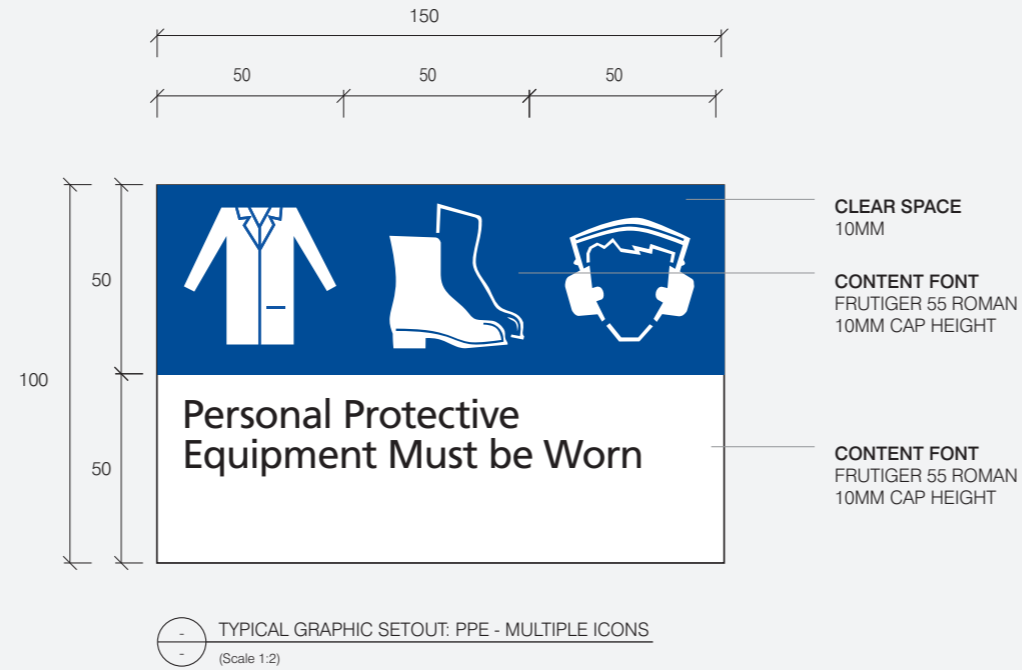 150
50
50
50
50
100
50
Personal Protective
Equipment Must be Worn
CLEAR SPACE
10MM
CONTENT FONT
FRUTIGER 55 ROMAN
10MM CAP HEIGHT
CONTENT FONT
FRUTIGER 55 ROMAN
10MM CAP HEIGHT
-
-
TYPICAL GRAPHIC SETOUT: PPE - MULTIPLE ICONS
(Scale 1:2)